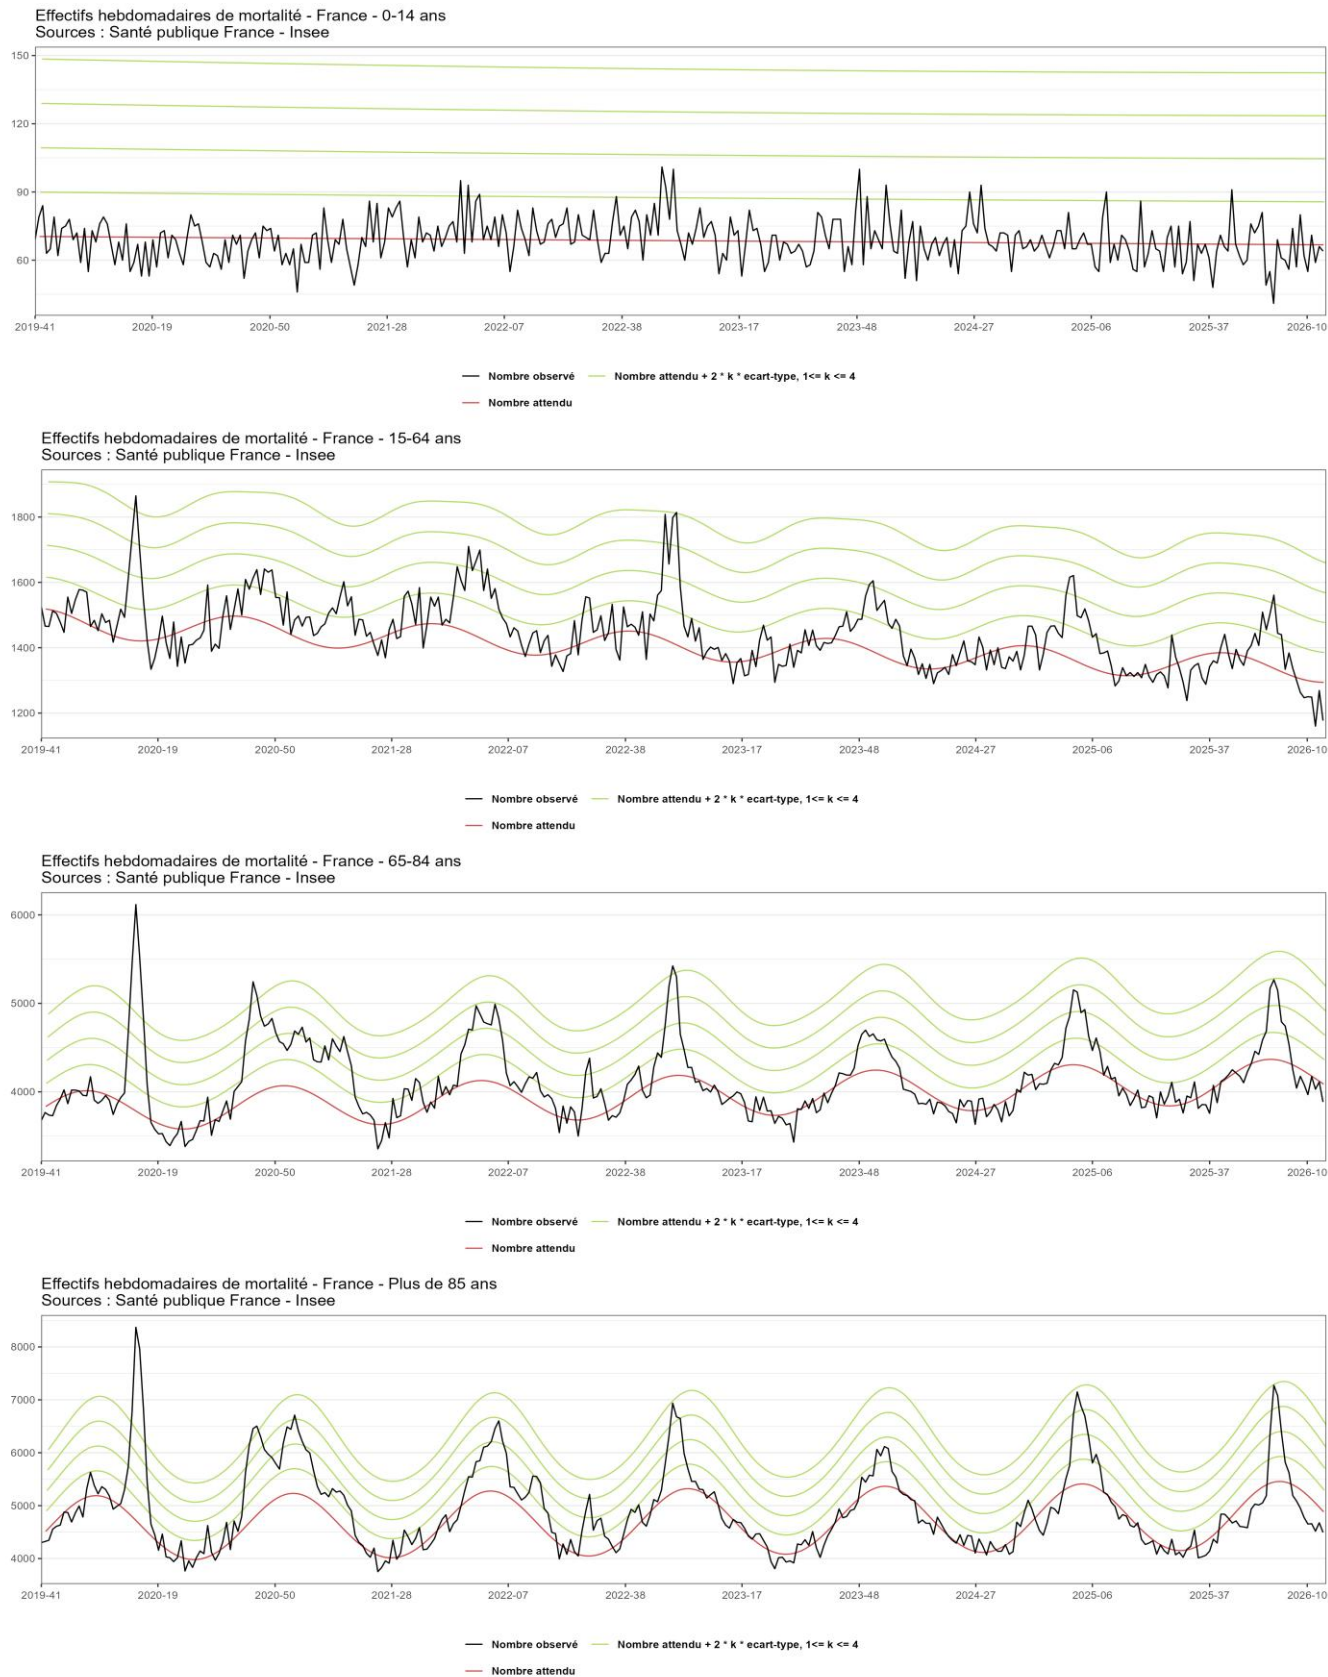 Effectifs hebdomadaires de mortalité - France - 0-14 ans
Sources : Santé publique France - Insee
150
120
90
60
2019-41 2020-19 2020-50 2021-28 2022-07 2022-38 2023-17 2023-48 2024-27 2025-06 2025-37 2026-10
Nombre observé Nombre attendu + 2 * k * ecart-type, 1<= k <= 4
Nombre attendu
Effectifs hebdomadaires de mortalité - France - 15-64 ans
Sources : Santé publique France - Insee
1800
1600
1400
1200
2019-41 2020-19 2020-50 2021-28 2022-07 2022-38 2023-17 2023-48 2024-27 2025-06 2025-37 2026-10
Nombre observé Nombre attendu + 2 * k * ecart-type, 1<= k <= 4
Nombre attendu
Effectifs hebdomadaires de mortalité - France - 65-84 ans
Sources : Santé publique France - Insee
6000
5000
4000
2019-41 2020-19 2020-50 2021-28 2022-07 2022-38 2023-17 2023-48 2024-27 2025-06 2025-37 2026-10
Nombre observé Nombre attendu + 2 * k * ecart-type, 1<= k <= 4
Nombre attendu
Effectifs hebdomadaires de mortalité - France - Plus de 85 ans
Sources : Santé publique France - Insee
8000
7000
6000
5000
4000
2019-41 2020-19 2020-50 2021-28 2022-07 2022-38 2023-17 2023-48 2024-27 2025-06 2025-37 2026-10
Nombre observé Nombre attendu + 2 * k * ecart-type, 1<= k <= 4
Nombre attendu